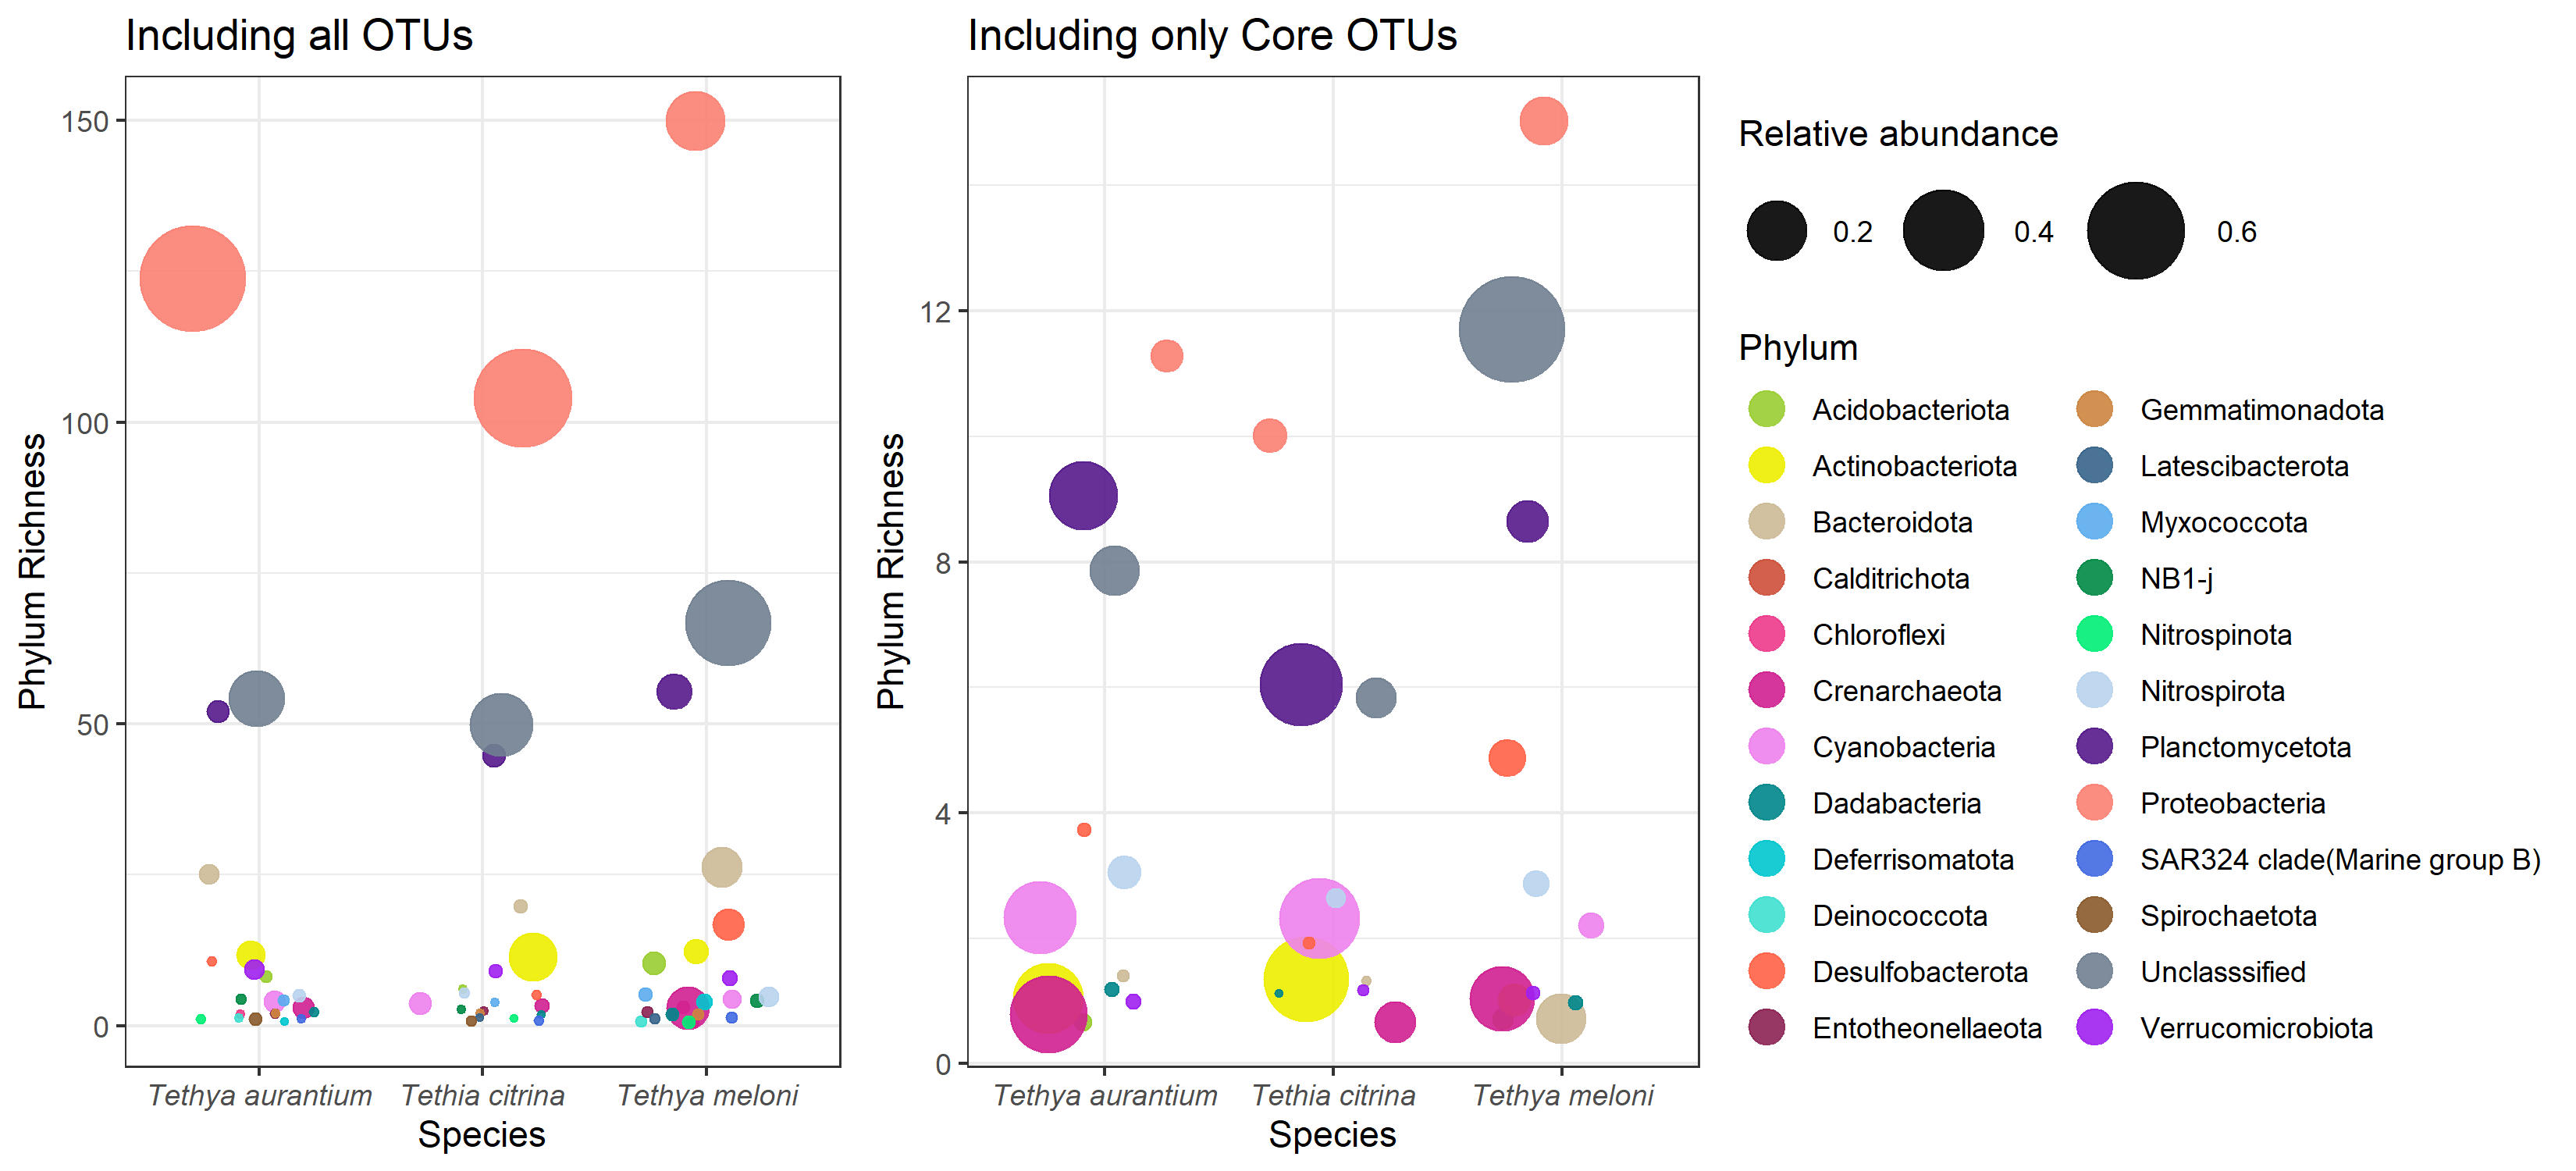 Including all OTUs
Phylum Richness
150
100
50
0
Tethya aurantium
Tethia citrina
Tethya meloni
Species
Including only Core OTUs
Phylum Richness
12
8
4
0
Tethya aurantium
Tethia citrina
Tethya meloni
Species
Relative abundance
0.2
0.4
0.6
Phylum
Acidobacteriota
Actinobacteriota
Bacteroidota
Calditrichota
Chloroflexi
Crenarchaeota
Cyanobacteria
Dadabacteria
Deferrisomatota
Deinococcota
Desulfobacterota
Entotheonellaeota
Gemmatimonadota
Latescibacterota
Myxococcota
NB1-j
Nitrospinota
Nitrospirota
Planctomycetota
Proteobacteria
SAR324 clade(Marine group B)
Spirochaetota
Unclasssified
Verrucomicrobiota